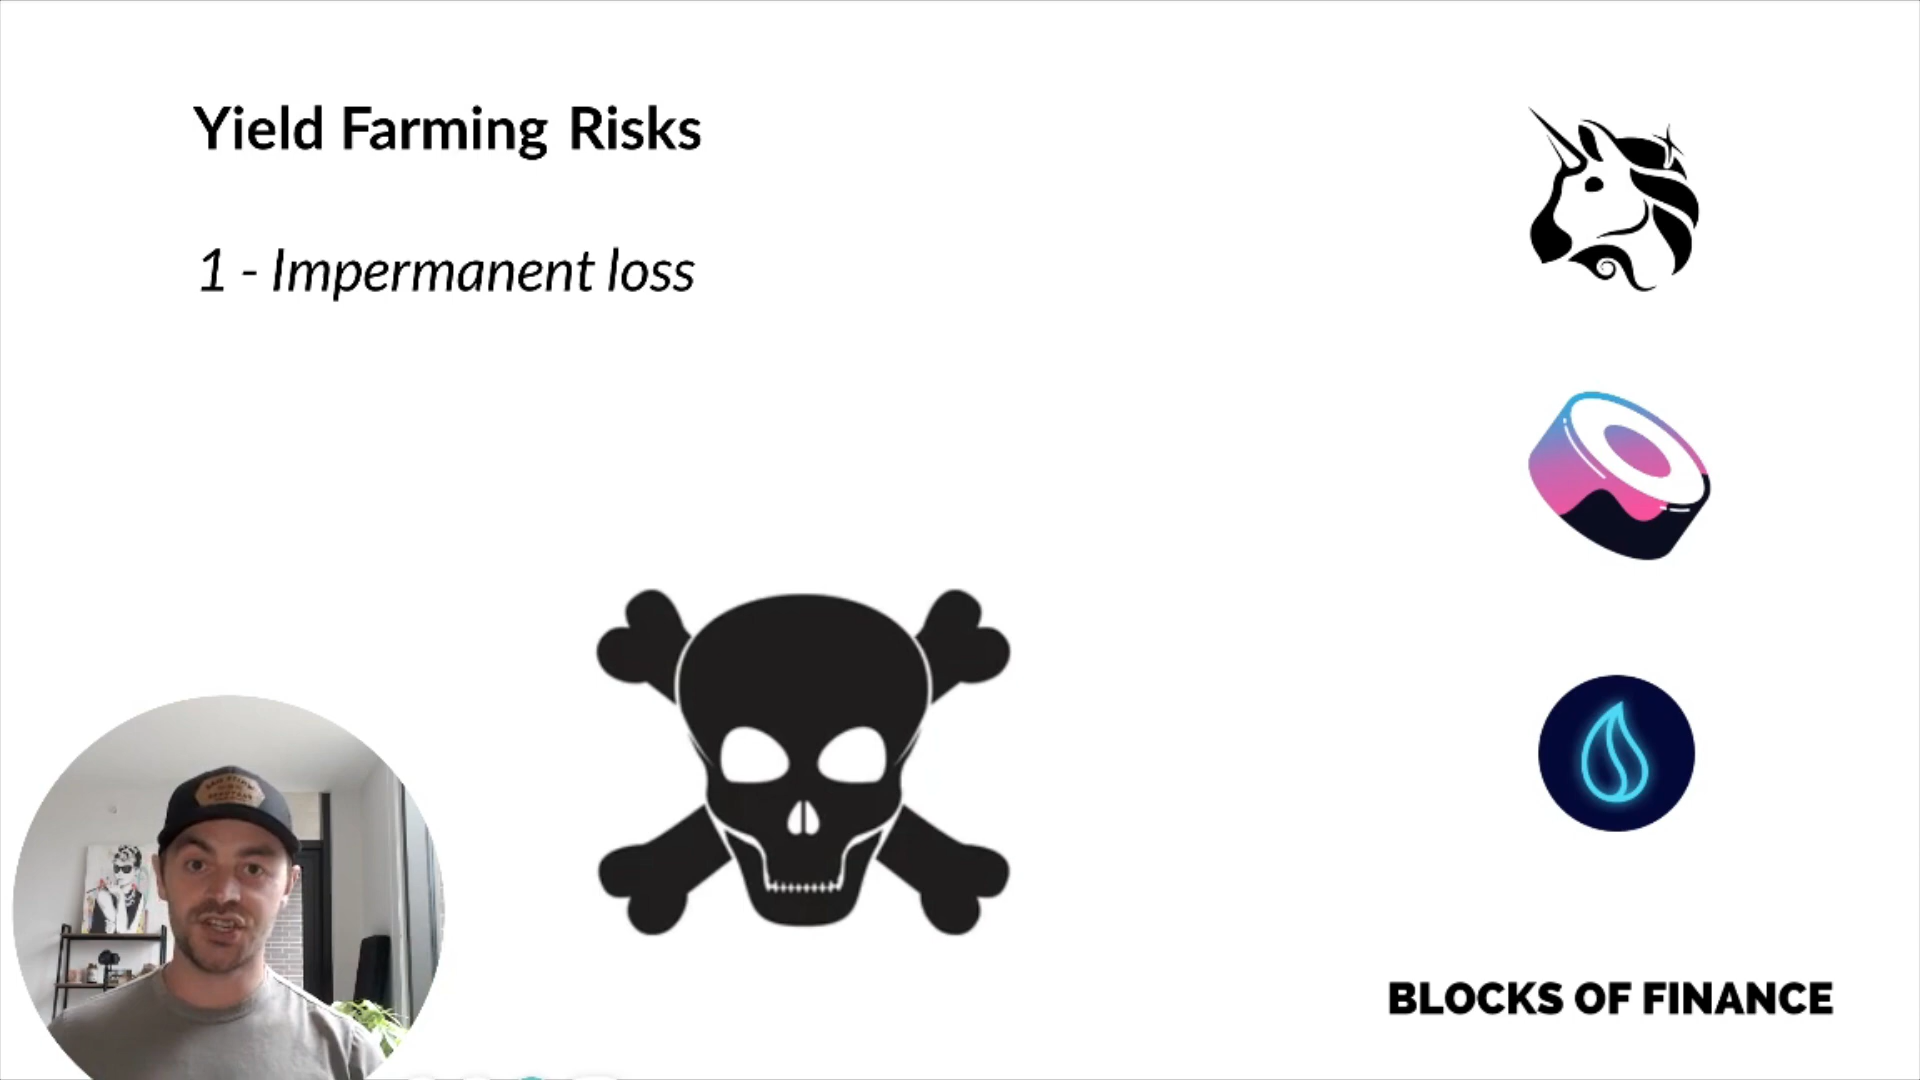 Yield Farming Risks
1 - Impermanent loss
BLOCKS OF FINANCE